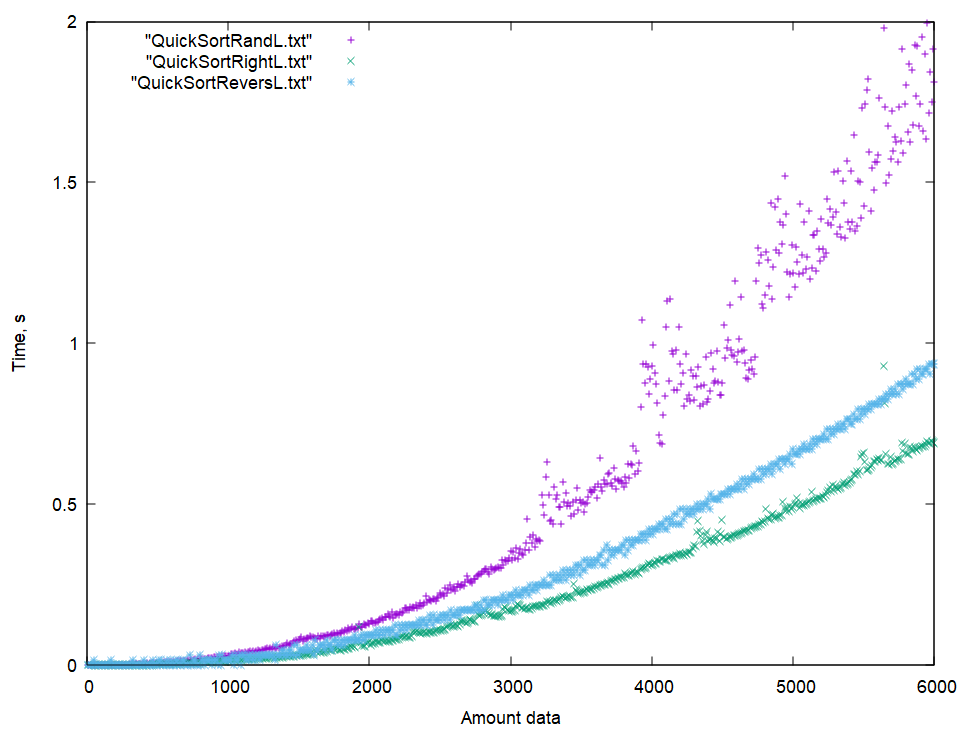 2
"QuickSortRandL.txt"
"QuickSortRightL.txt"
"QuickSortReversL.txt"
1.5
Time, s
1
0.5
0
0 1000 2000 3000 4000 5000 6000
Amount data